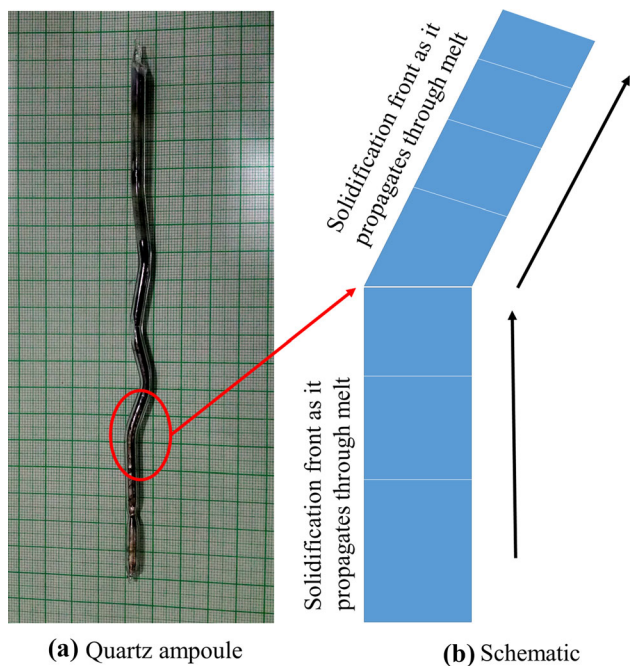 Solidification front as it
propagates through melt
Solidification front as it
propagates through melt
(a) Quartz ampoule
(b) Schematic